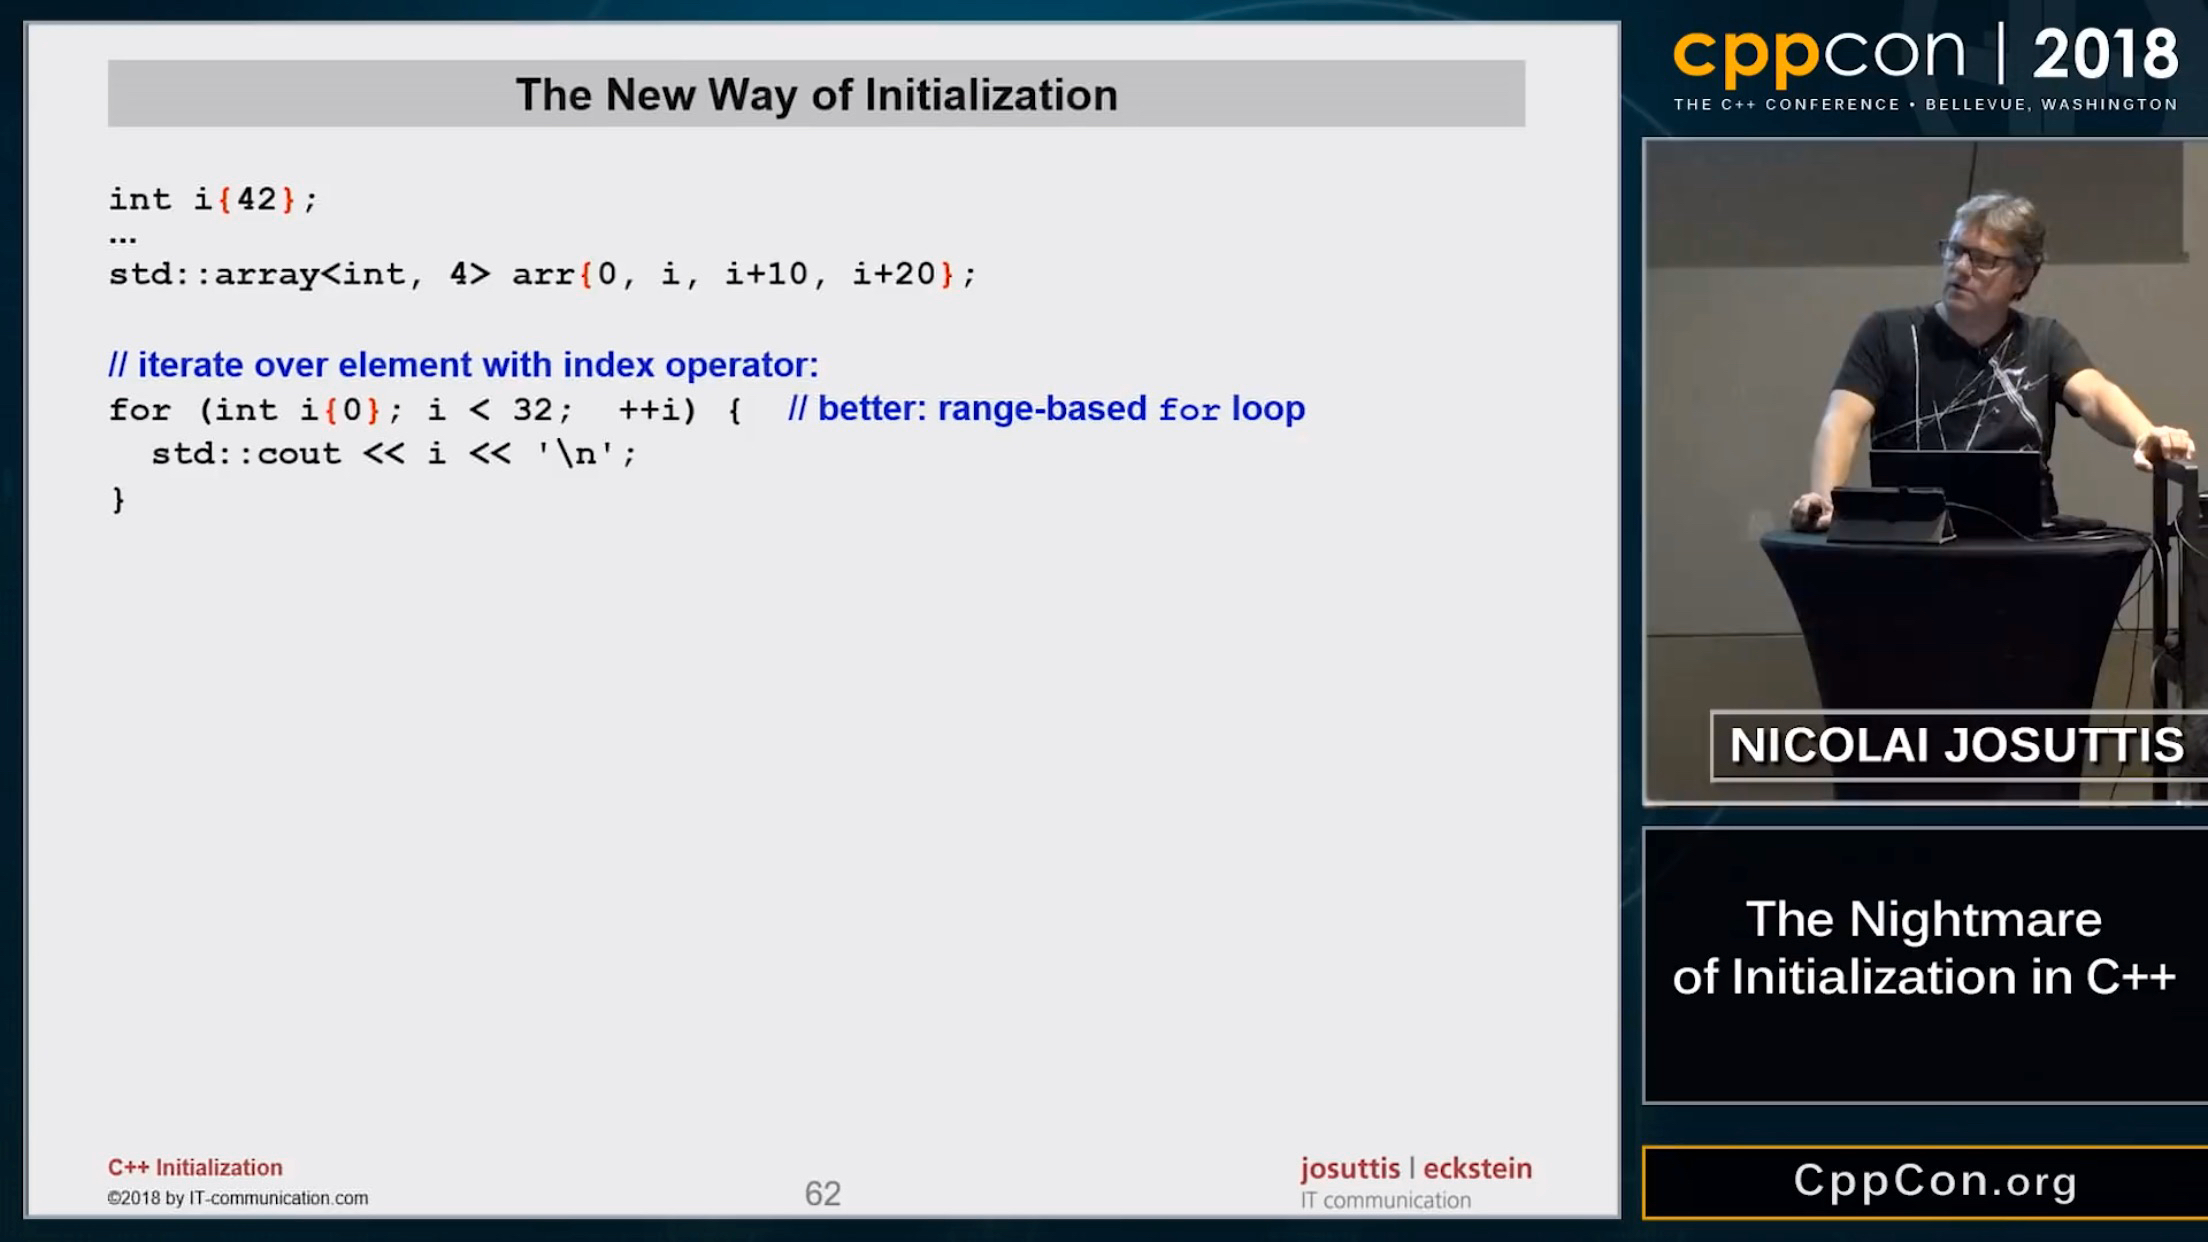 The New Way of Initialization
int i{42};
...
std::array<int, 4> arr{0, i, i+10, i+20};
// iterate over element with index operator:
for (int i{0}; i < 32;  ++i) {  // better: range-based for loop
  std::cout << i << '\n';
}
C++ Initialization
©2018 by IT-communication.com
62
josuttis | eckstein
IT communication
cppcon | 2018
THE C++ CONFERENCE • BELLEVUE, WASHINGTON
NICOLAI JOSUTTIS
The Nightmare
of Initialization in C++
CppCon.org